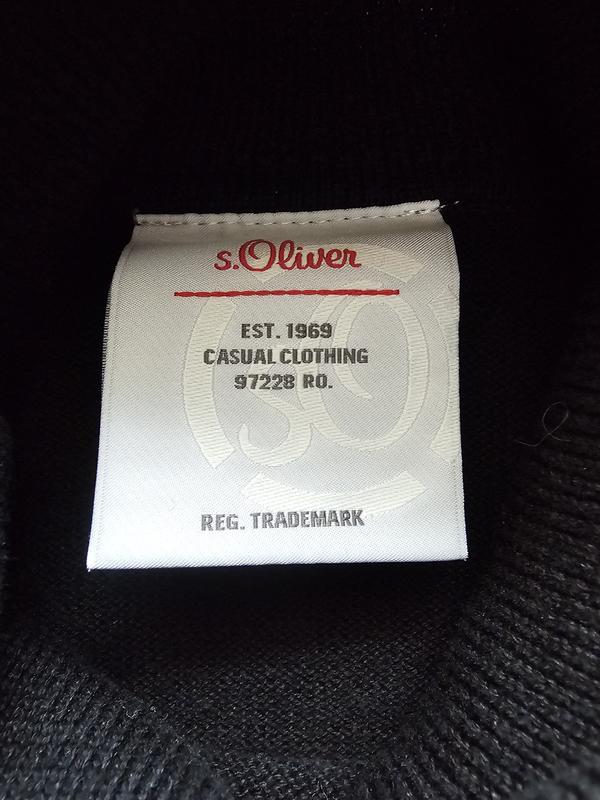 s.Oliver
EST. 1969
CASUAL CLOTHING
97228 RO.
REG. TRADEMARK